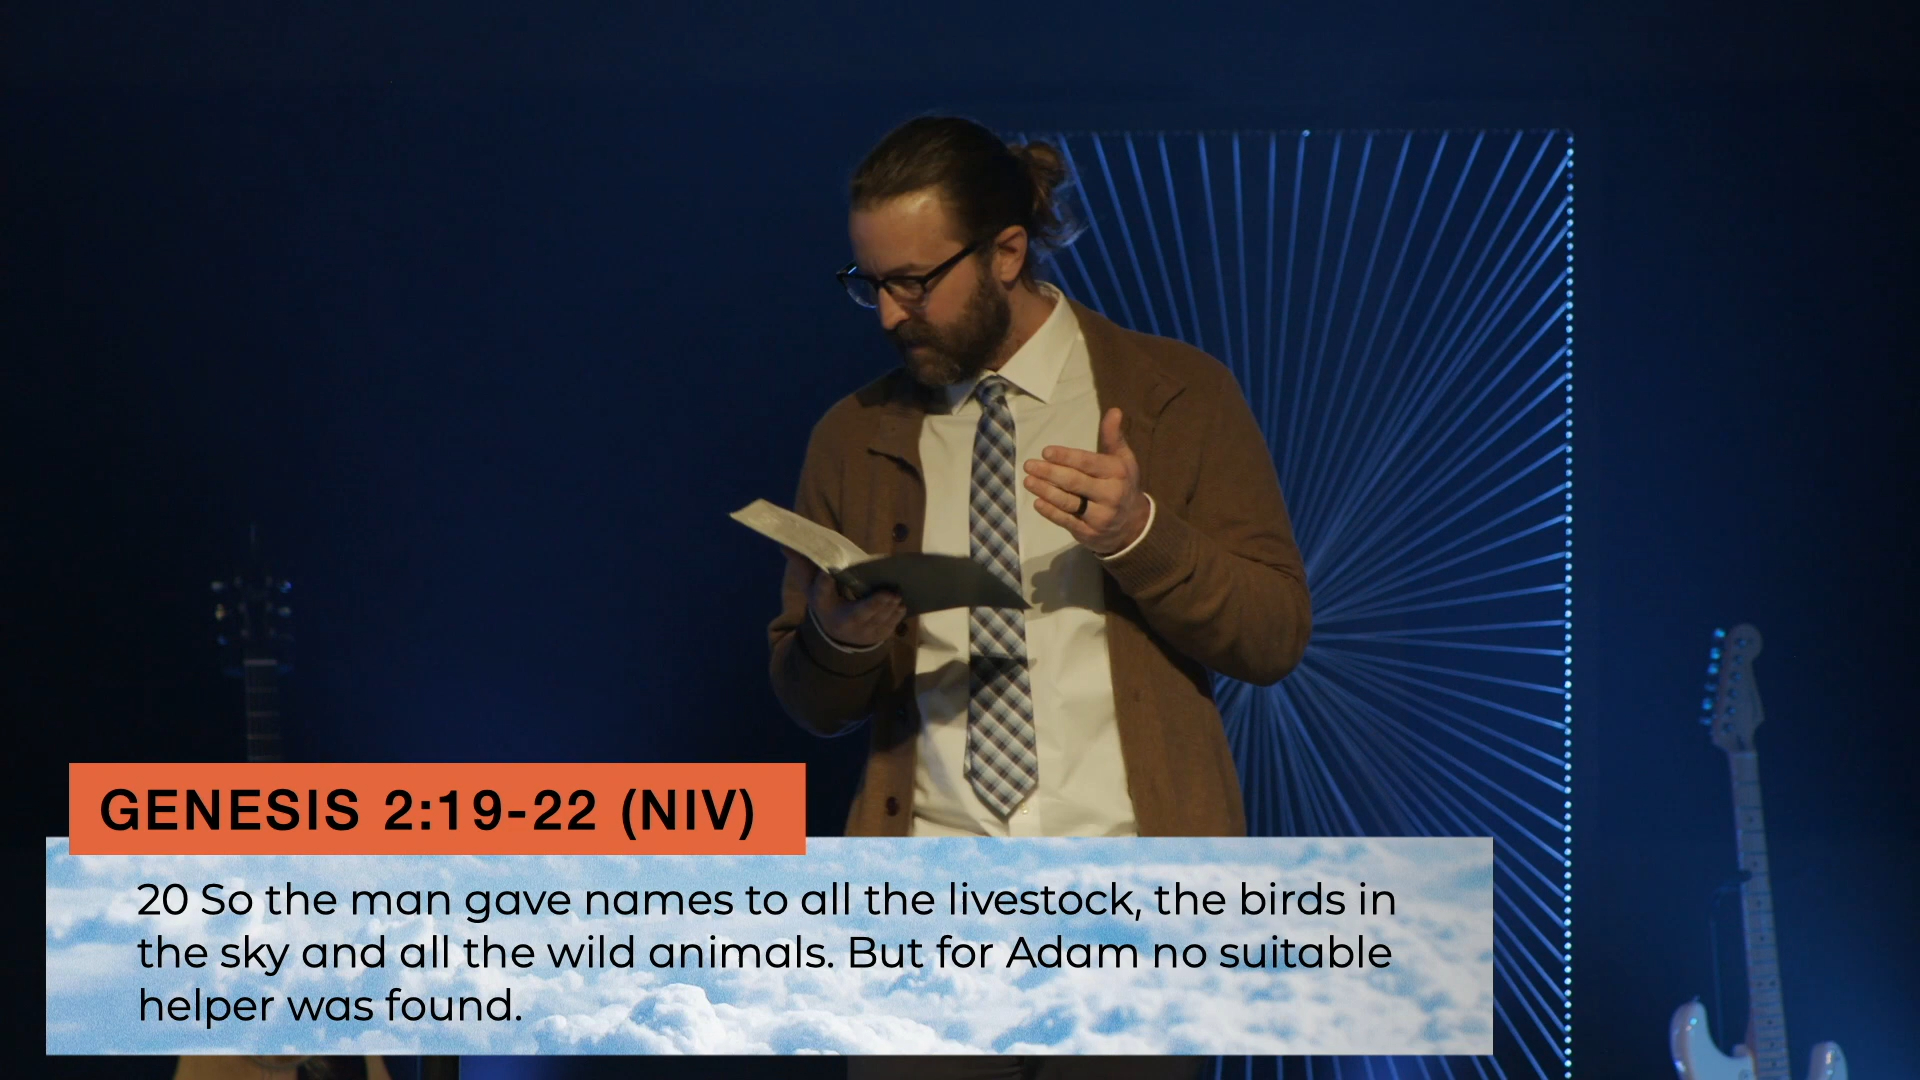 GENESIS 2:19-22 (NIV)
20 So the man gave names to all the livestock, the birds in
the sky and all the wild animals. But for Adam no suitable
helper was found.